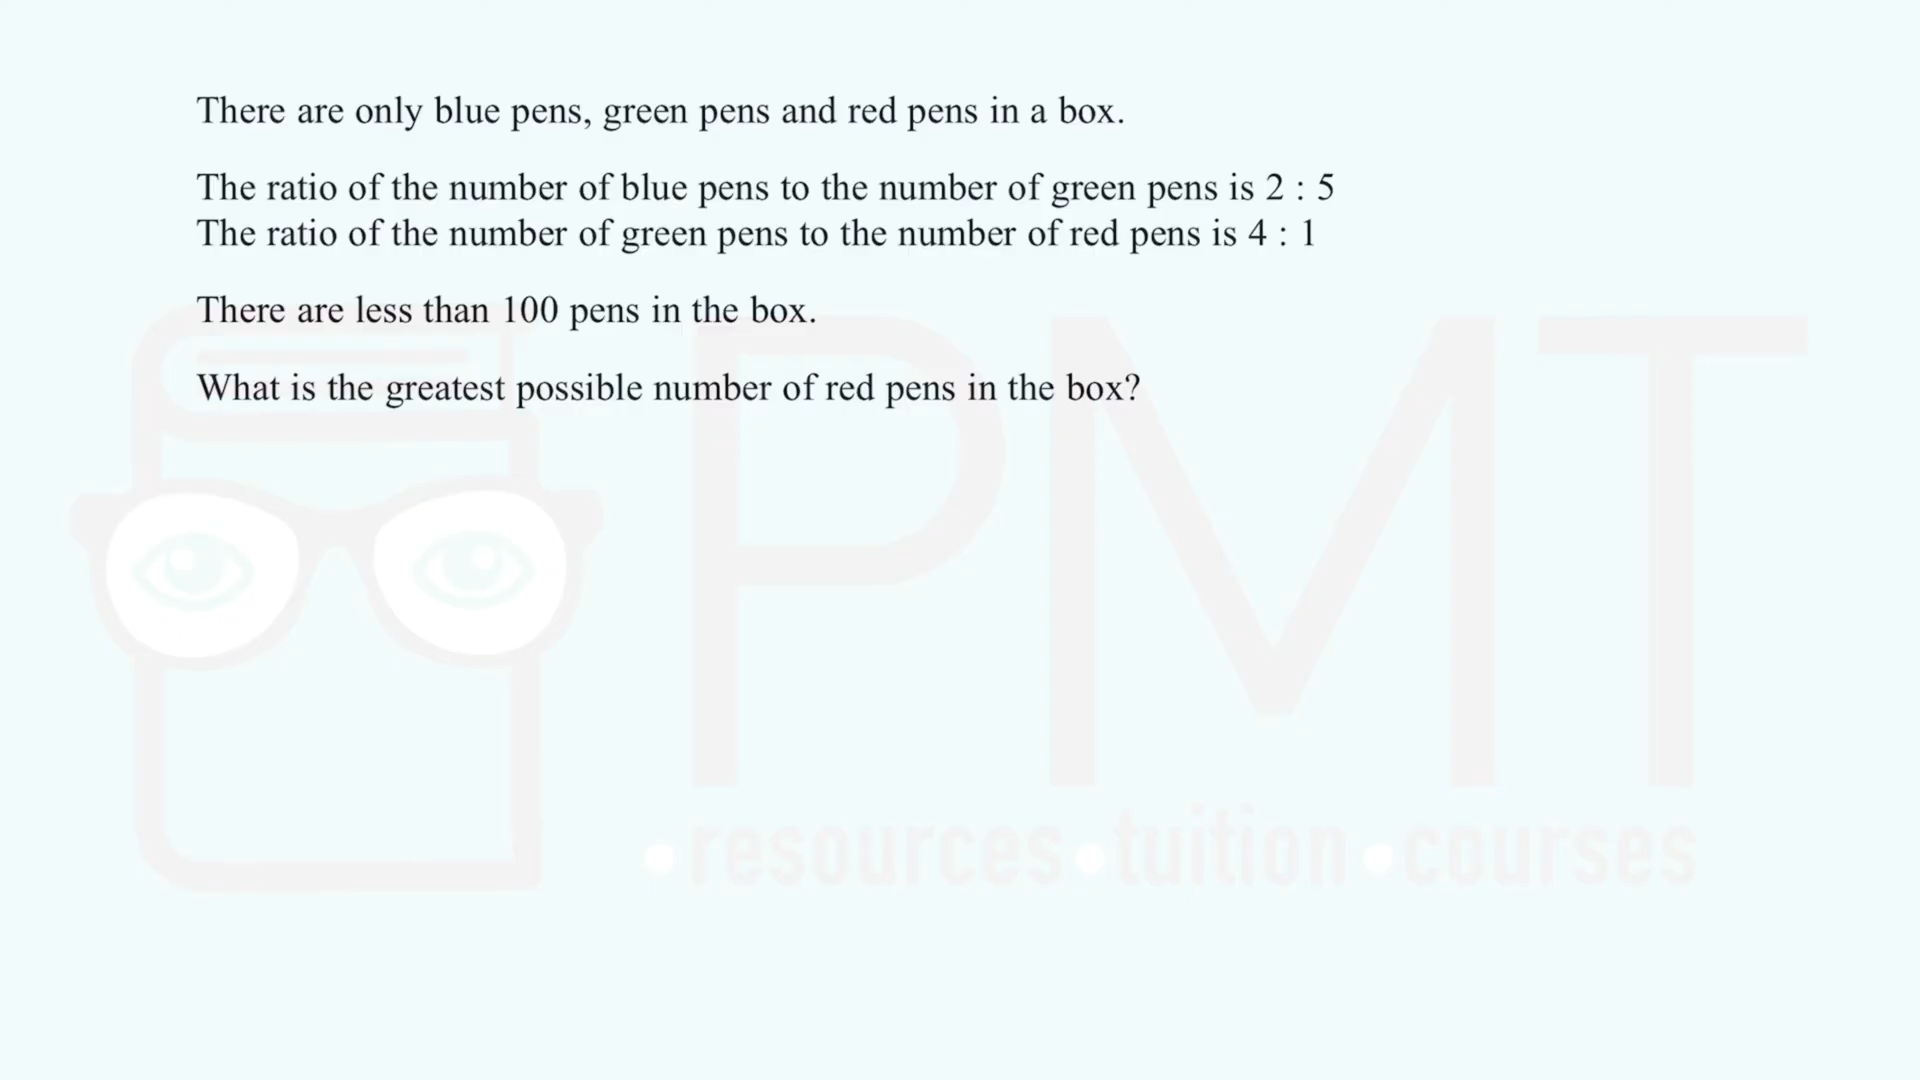 There are only blue pens, green pens and red pens in a box.
The ratio of the number of blue pens to the number of green pens is 2 : 5
The ratio of the number of green pens to the number of red pens is 4 : 1
There are less than 100 pens in the box.
What is the greatest possible number of red pens in the box?
PMT
•resources•tuition•courses